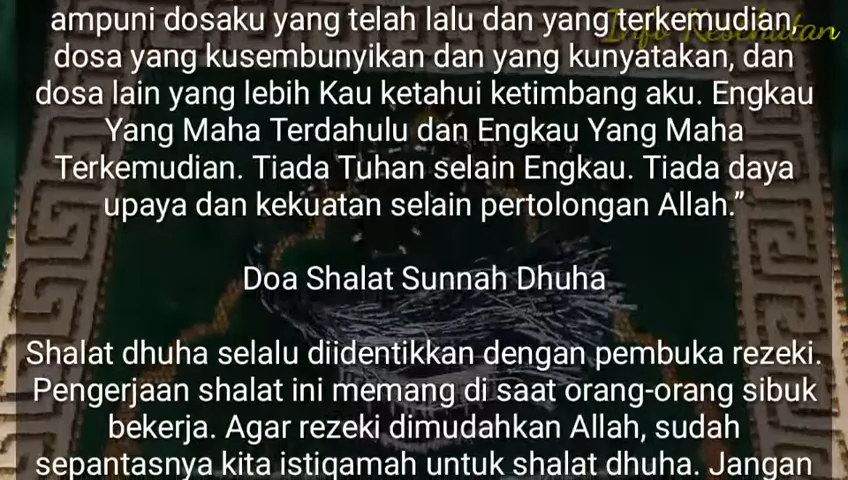 ampuni dosaku yang telah lalu dan yang terkemudian,
Info Kesehatan
dosa yang kusembunyikan dan yang kunyatakan, dan
dosa lain yang lebih Kau ketahui ketimbang aku. Engkau
Yang Maha Terdahulu dan Engkau Yang Maha
Terkemudian. Tiada Tuhan selain Engkau. Tiada daya
upaya dan kekuatan selain pertolongan Allah.”
Doa Shalat Sunnah Dhuha
Shalat dhuha selalu diidentikkan dengan pembuka rezeki.
Pengerjaan shalat ini memang di saat orang-orang sibuk
bekerja. Agar rezeki dimudahkan Allah, sudah
sepantasnya kita istiqamah untuk shalat dhuha. Jangan